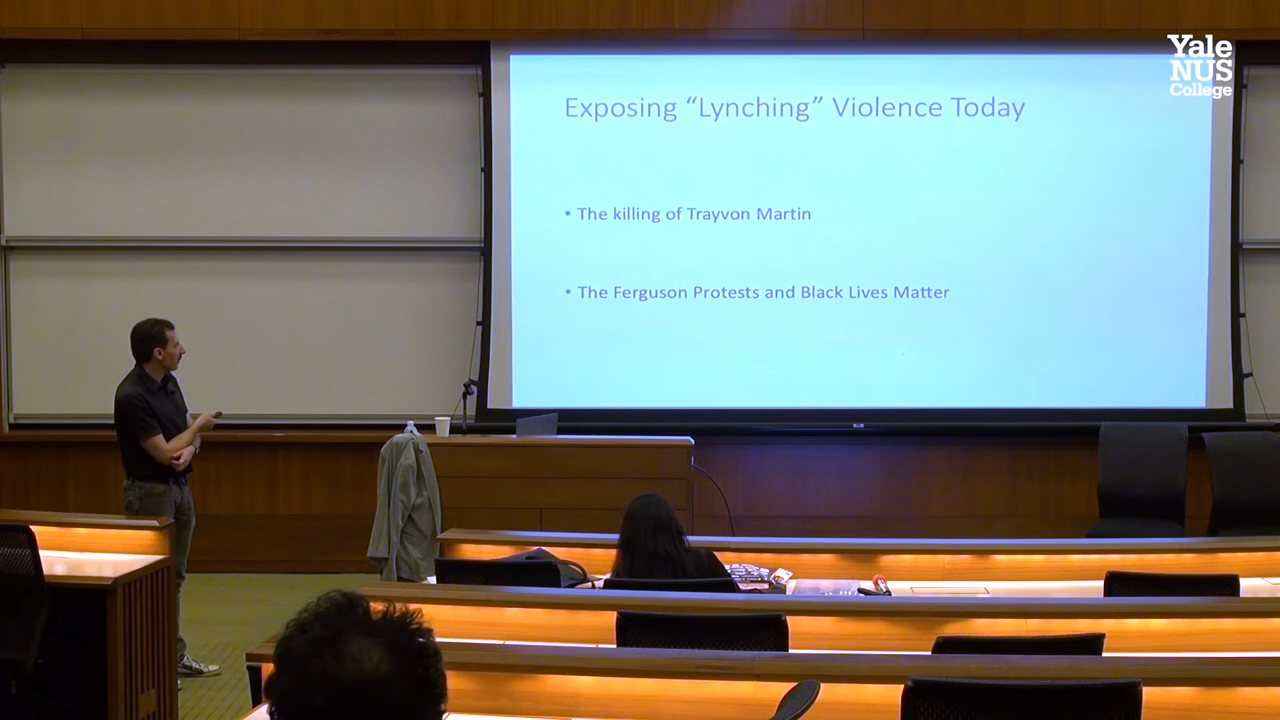 Yale
NUS
College
Exposing “Lynching” Violence Today
• The killing of Trayvon Martin
• The Ferguson Protests and Black Lives Matter